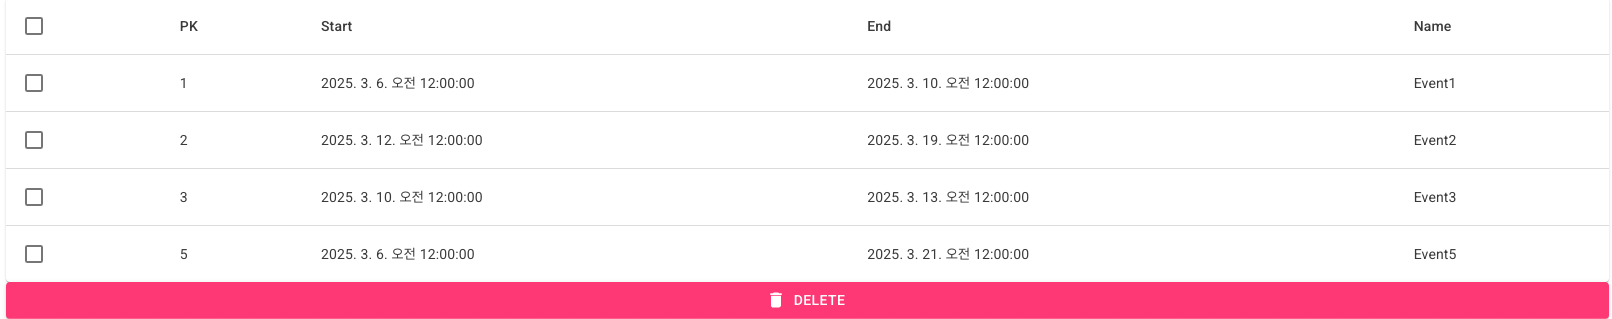 PK Start End Name
1 2025. 3. 6. 오전 12:00:00 2025. 3. 10. 오전 12:00:00 Event1
2 2025. 3. 12. 오전 12:00:00 2025. 3. 19. 오전 12:00:00 Event2
3 2025. 3. 10. 오전 12:00:00 2025. 3. 13. 오전 12:00:00 Event3
5 2025. 3. 6. 오전 12:00:00 2025. 3. 21. 오전 12:00:00 Event5
DELETE